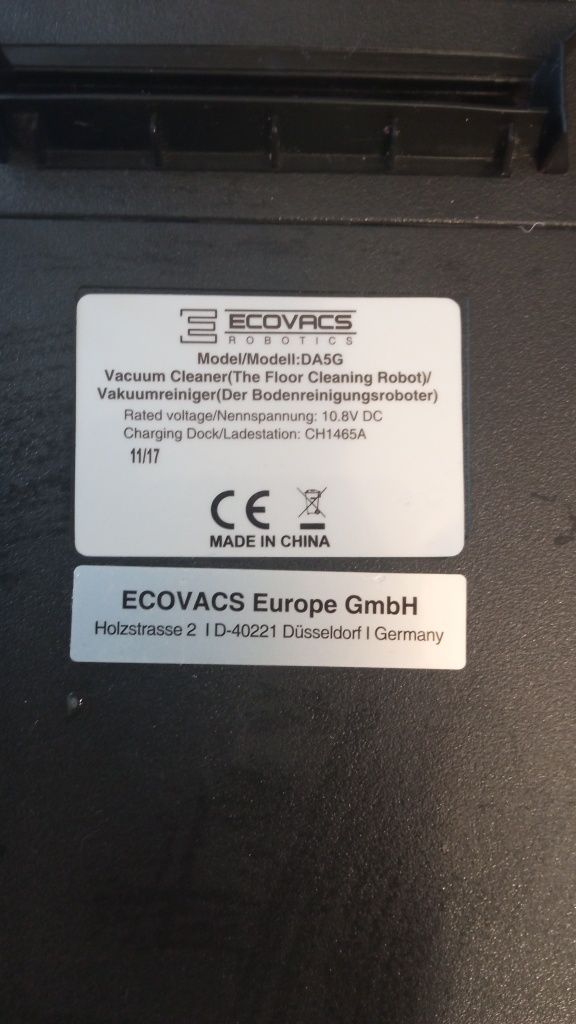 ECOVACS
ROBOTICS
Model/Modell:DA5G
Vacuum Cleaner(The Floor Cleaning Robot)/
Vakuumreiniger(Der Bodenreinigungsroboter)
Rated voltage/Nennspannung: 10.8V DC
Charging Dock/Ladestation: CH1465A
11/17
CE
MADE IN CHINA
ECOVACS Europe GmbH
Holzstrasse 2 I D-40221 Düsseldorf I Germany